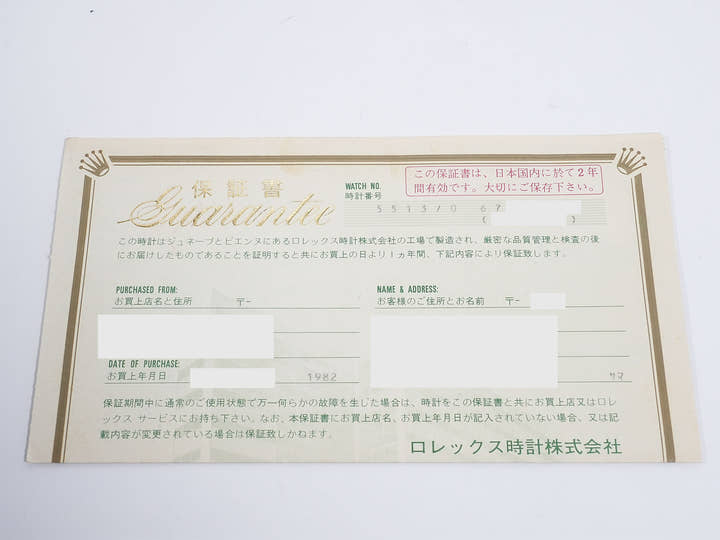 保証書
Guarantee
WATCH NO.
時計番号
この保証書は、日本国内に於て2年
間有効です。大切にご保存下さい。
5513/0 67
(
)
この時計はジュネーブとビエンヌにあるロレックス時計株式会社の工場で製造され、厳密な品質管理と検査の後
にお届けしたものであることを証明すると共にお買上の日より1ヵ年間、下記内容により保証致します。
PURCHASED FROM:
お買上店名と住所 〒-
NAME & ADDRESS:
お客様のご住所とお名前 〒-
DATE OF PURCHASE:
お買上年月日 1982
サマ
保証期間中に通常のご使用状態で万一何らかの故障を生じた場合は、時計をこの保証書と共にお買上店又はロレ
ックス サービスにお持ち下さい。なお、本保証書にお買上店名、お買上年月日が記入されていない場合、又は記
載内容が変更されている場合は保証致しかねます。
ロレックス時計株式会社